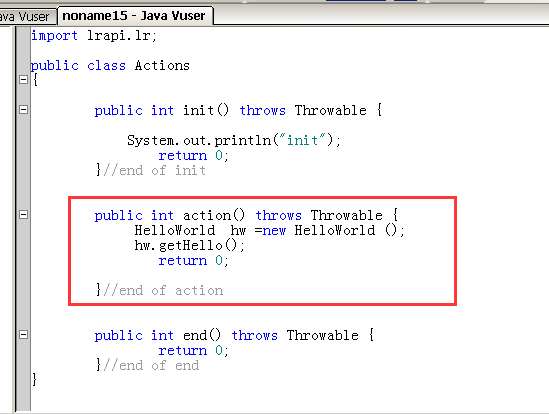 ava Vuser noname15 - Java Vuser
import lrapi.lr;
public class Actions
{
public int init() throws Throwable {
System.out.println("init");
return 0;
}//end of init
public int action() throws Throwable {
HelloWorld  hw =new HelloWorld ();
hw.getHello();
return 0;
}//end of action
public int end() throws Throwable {
return 0;
}//end of end
}